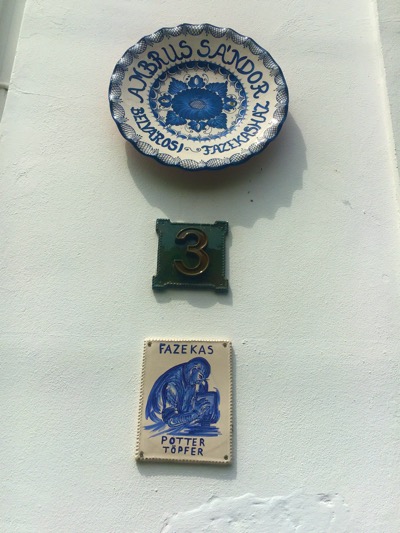 AMBRUS SÁNDOR
BELVÁROSI FAZEKASHÁZ
3
FAZEKAS
POTTER
TÖPFER